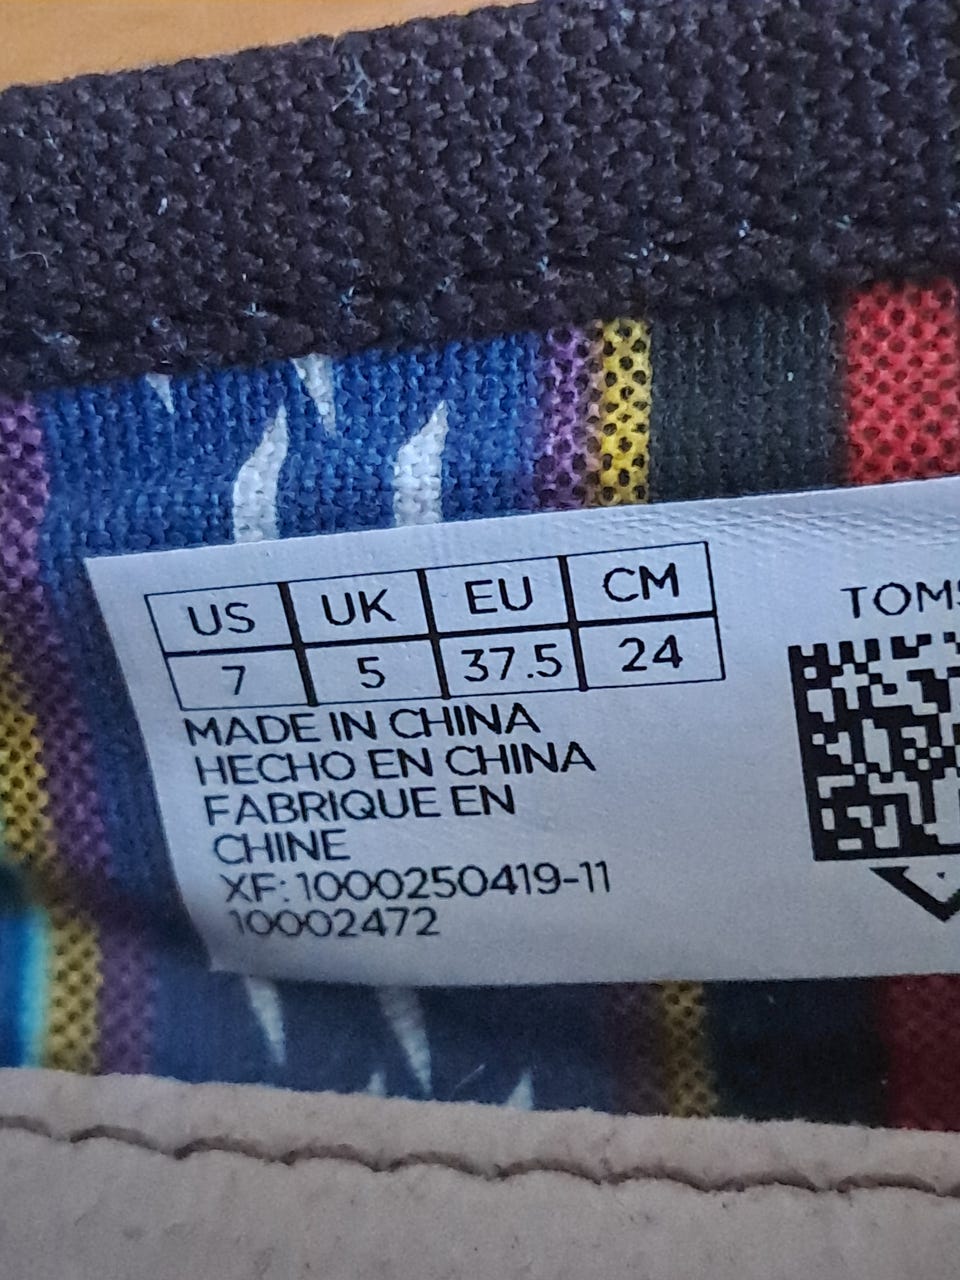 US UK EU CM
7 5 37.5 24
MADE IN CHINA
HECHO EN CHINA
FABRIQUE EN
CHINE
XF: 1000250419-11
10002472
TOMS